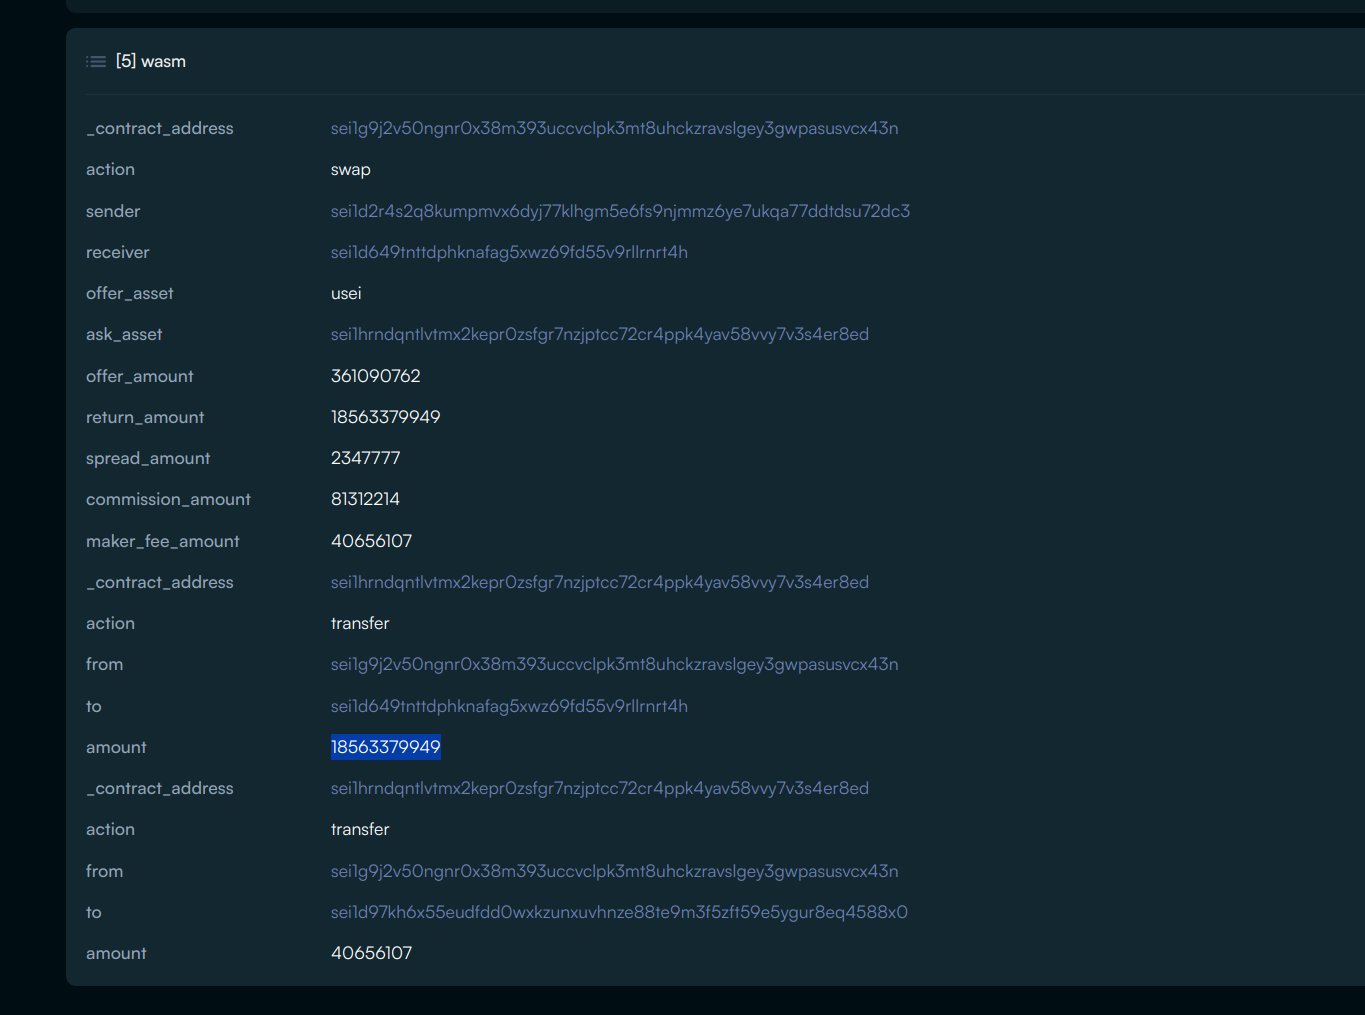 [5] wasm
_contract_address sei1g9j2v50ngnr0x38m393uccvclpk3mt8uhckzravslgey3gwpasusvcx43n
action swap
sender sei1d2r4s2q8kumpmvx6dyj77klhgm5e6fs9njmmz6ye7ukqa77ddtdsu72dc3
receiver sei1d649tnttdphknafag5xwz69fd55v9rllrnrt4h
offer_asset usei
ask_asset sei1hrndqntlvtmx2kepr0zsfgr7nzjptcc72cr4ppk4yav58vvy7v3s4er8ed
offer_amount 361090762
return_amount 18563379949
spread_amount 2347777
commission_amount 81312214
maker_fee_amount 40656107
_contract_address sei1hrndqntlvtmx2kepr0zsfgr7nzjptcc72cr4ppk4yav58vvy7v3s4er8ed
action transfer
from sei1g9j2v50ngnr0x38m393uccvclpk3mt8uhckzravslgey3gwpasusvcx43n
to sei1d649tnttdphknafag5xwz69fd55v9rllrnrt4h
amount 18563379949
_contract_address sei1hrndqntlvtmx2kepr0zsfgr7nzjptcc72cr4ppk4yav58vvy7v3s4er8ed
action transfer
from sei1g9j2v50ngnr0x38m393uccvclpk3mt8uhckzravslgey3gwpasusvcx43n
to sei1d97kh6x55eudfdd0wxkzunxuvhnze88te9m3f5zft59e5ygur8eq4588x0
amount 40656107